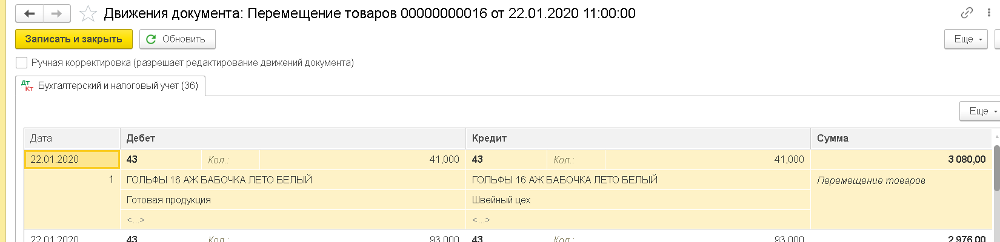 Движения документа: Перемещение товаров 00000000016 от 22.01.2020 11:00:00
Записать и закрыть Обновить Еще
Ручная корректировка (разрешает редактирование движений документа)
Дт Кт Бухгалтерский и налоговый учет (36)
Еще
Дата Дебет Кредит Сумма
22.01.2020 43 Кол.: 41,000 43 Кол.: 41,000 3 080,00
1 ГОЛЬФЫ 16 АЖ БАБОЧКА ЛЕТО БЕЛЫЙ ГОЛЬФЫ 16 АЖ БАБОЧКА ЛЕТО БЕЛЫЙ Перемещение товаров
Готовая продукция Швейный цех
<...> <...>
22.01.2020 43 Кол.: 93,000 43 Кол.: 93,000 2 976,00